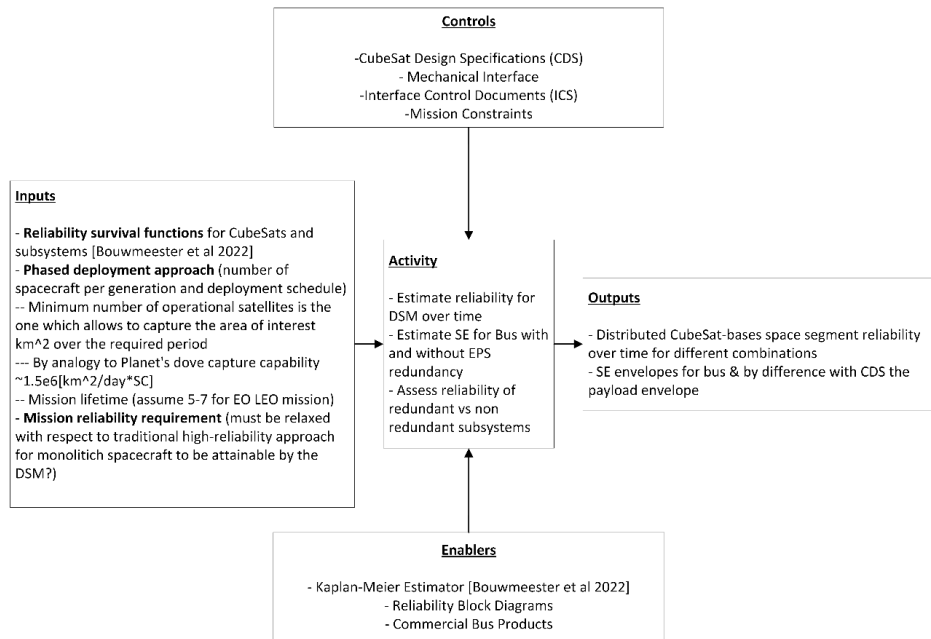 Controls
-CubeSat Design Specifications (CDS)
- Mechanical Interface
-Interface Control Documents (ICS)
-Mission Constraints
Inputs
- Reliability survival functions for CubeSats and
subsystems [Bouwmeester et al 2022]
- Phased deployment approach (number of
spacecraft per generation and deployment schedule)
-- Minimum number of operational satellites is the
one which allows to capture the area of interest
km^2 over the required period
--- By analogy to Planet's dove capture capability
~1.5e6[km^2/day*SC]
-- Mission lifetime (assume 5-7 for EO LEO mission)
- Mission reliability requirement (must be relaxed
with respect to traditional high-reliability approach
for monolitich spacecraft to be attainable by the
DSM?)
Activity
- Estimate reliability for
DSM over time
- Estimate SE for Bus with
and without EPS
redundancy
- Assess reliability of
redundant vs non
redundant subsystems
Outputs
- Distributed CubeSat-bases space segment reliability
over time for different combinations
- SE envelopes for bus & by difference with CDS the
payload envelope
Enablers
- Kaplan-Meier Estimator [Bouwmeester et al 2022]
- Reliability Block Diagrams
- Commercial Bus Products